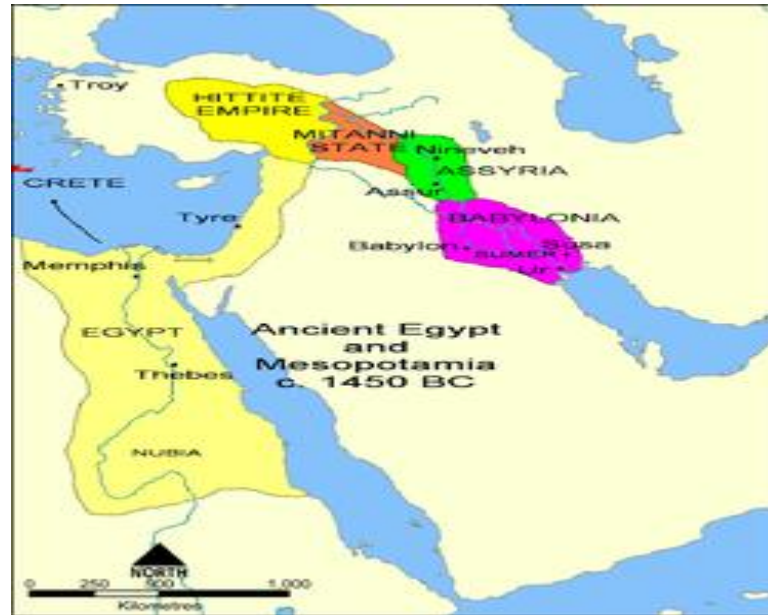 Troy
HITTITE
EMPIRE
MITANNI
STATE
Nineveh
ASSYRIA
Assur
CRETE
Tyre
BABYLONIA
Babylon
SUMER
Susa
Ur
Memphis
EGYPT
Thebes
NUBIA
Ancient Egypt
and
Mesopotamia
c. 1450 BC
NORTH
0 250 500 1,000
Kilometres